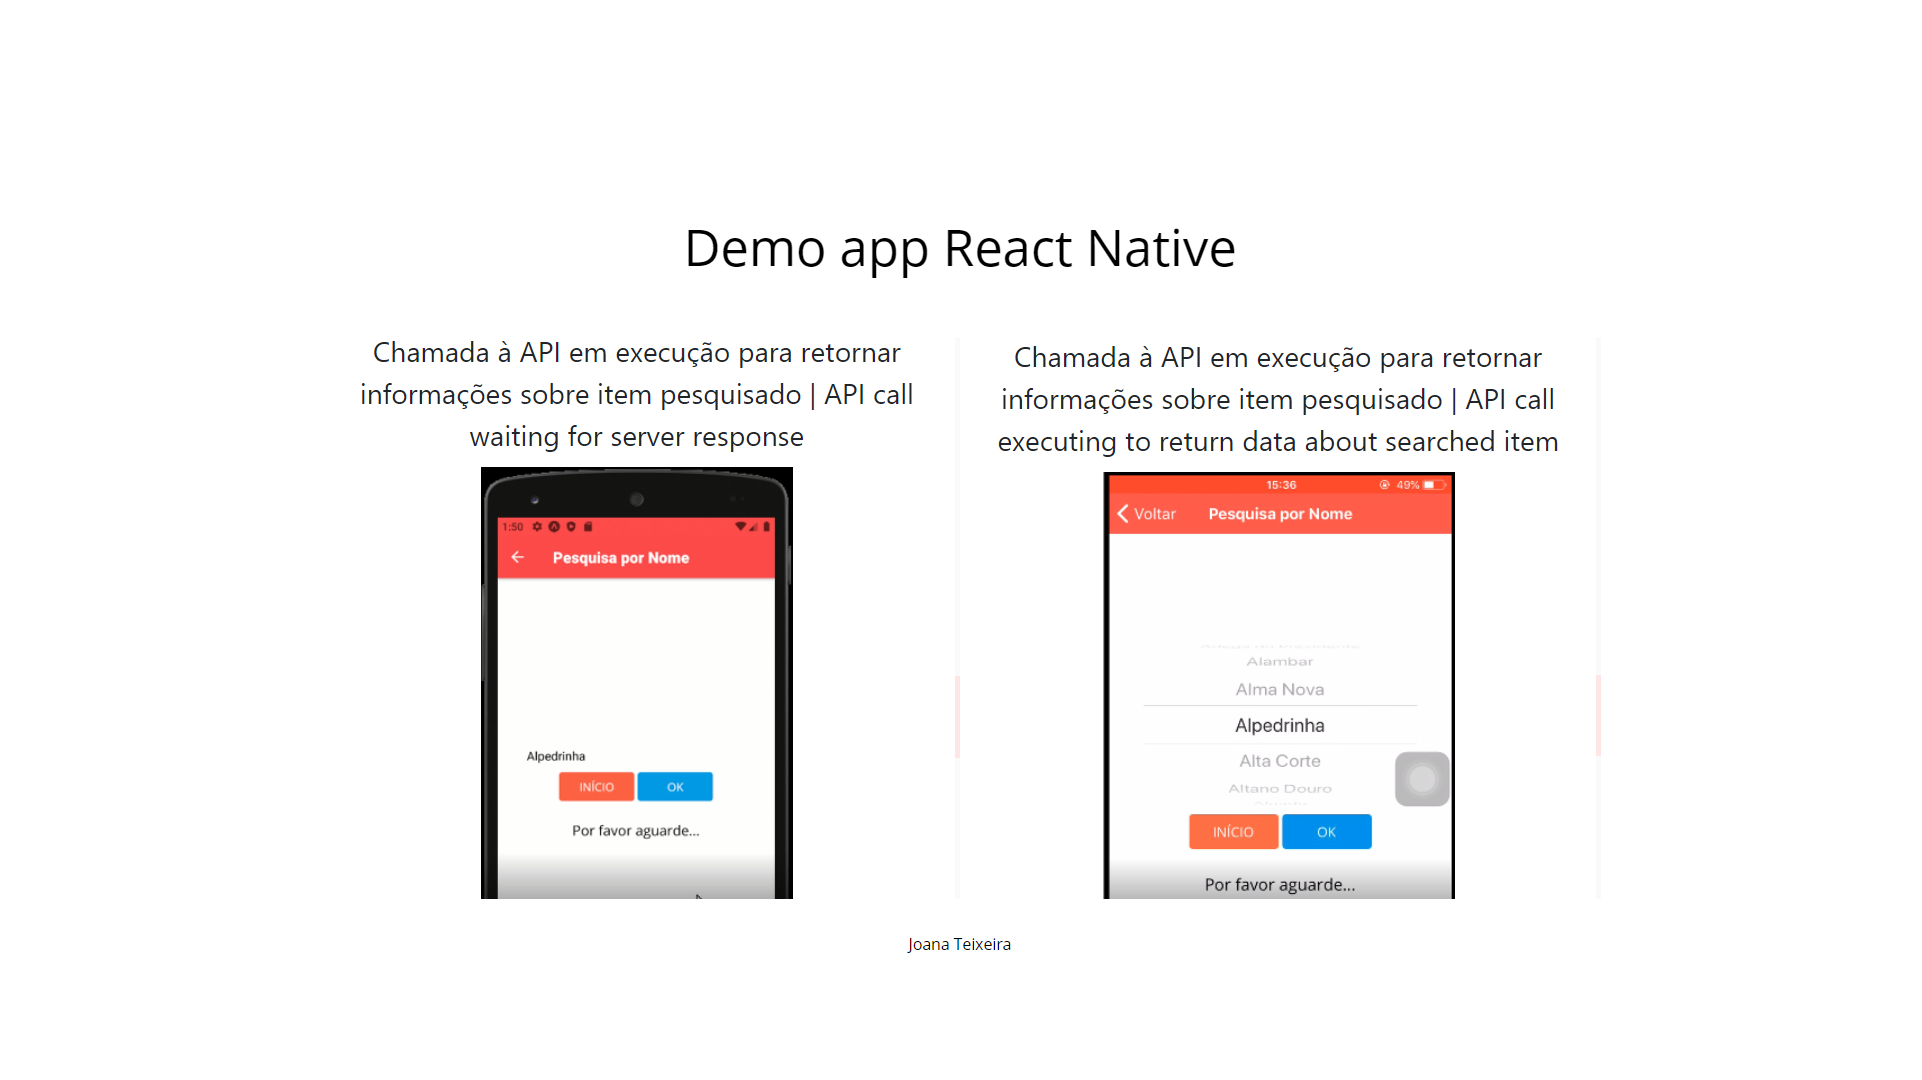 Demo app React Native
Chamada à API em execução para retornar
informações sobre item pesquisado | API call
waiting for server response
1:50
Pesquisa por Nome
Alpedrinha
INÍCIO
OK
Por favor aguarde...
Chamada à API em execução para retornar
informações sobre item pesquisado | API call
executing to return data about searched item
15:36
49%
Voltar
Pesquisa por Nome
Alambar
Alma Nova
Alpedrinha
Alta Corte
Altano Douro
INÍCIO
OK
Por favor aguarde...
Joana Teixeira